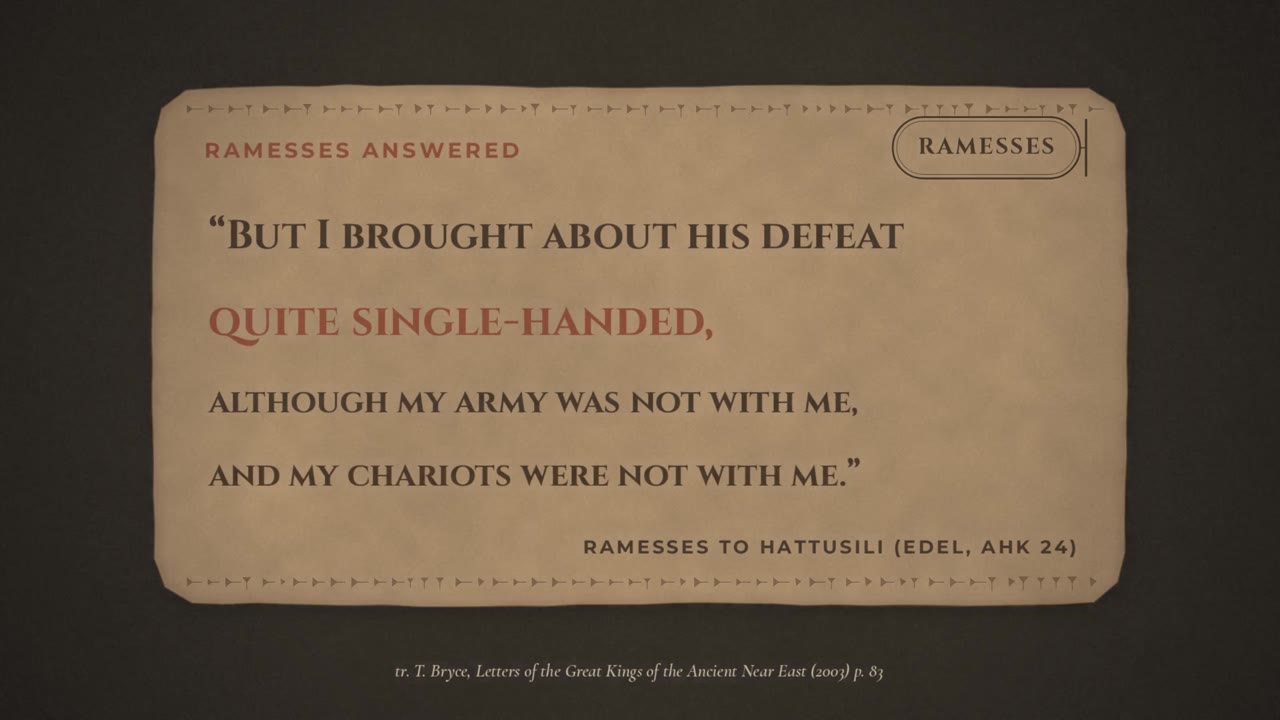 RAMESSES ANSWERED
RAMESSES
“BUT I BROUGHT ABOUT HIS DEFEAT
QUITE SINGLE-HANDED,
ALTHOUGH MY ARMY WAS NOT WITH ME,
AND MY CHARIOTS WERE NOT WITH ME.”
RAMESSES TO HATTUSILI (EDEL, AHK 24)
tr. T. Bryce, Letters of the Great Kings of the Ancient Near East (2003) p. 83